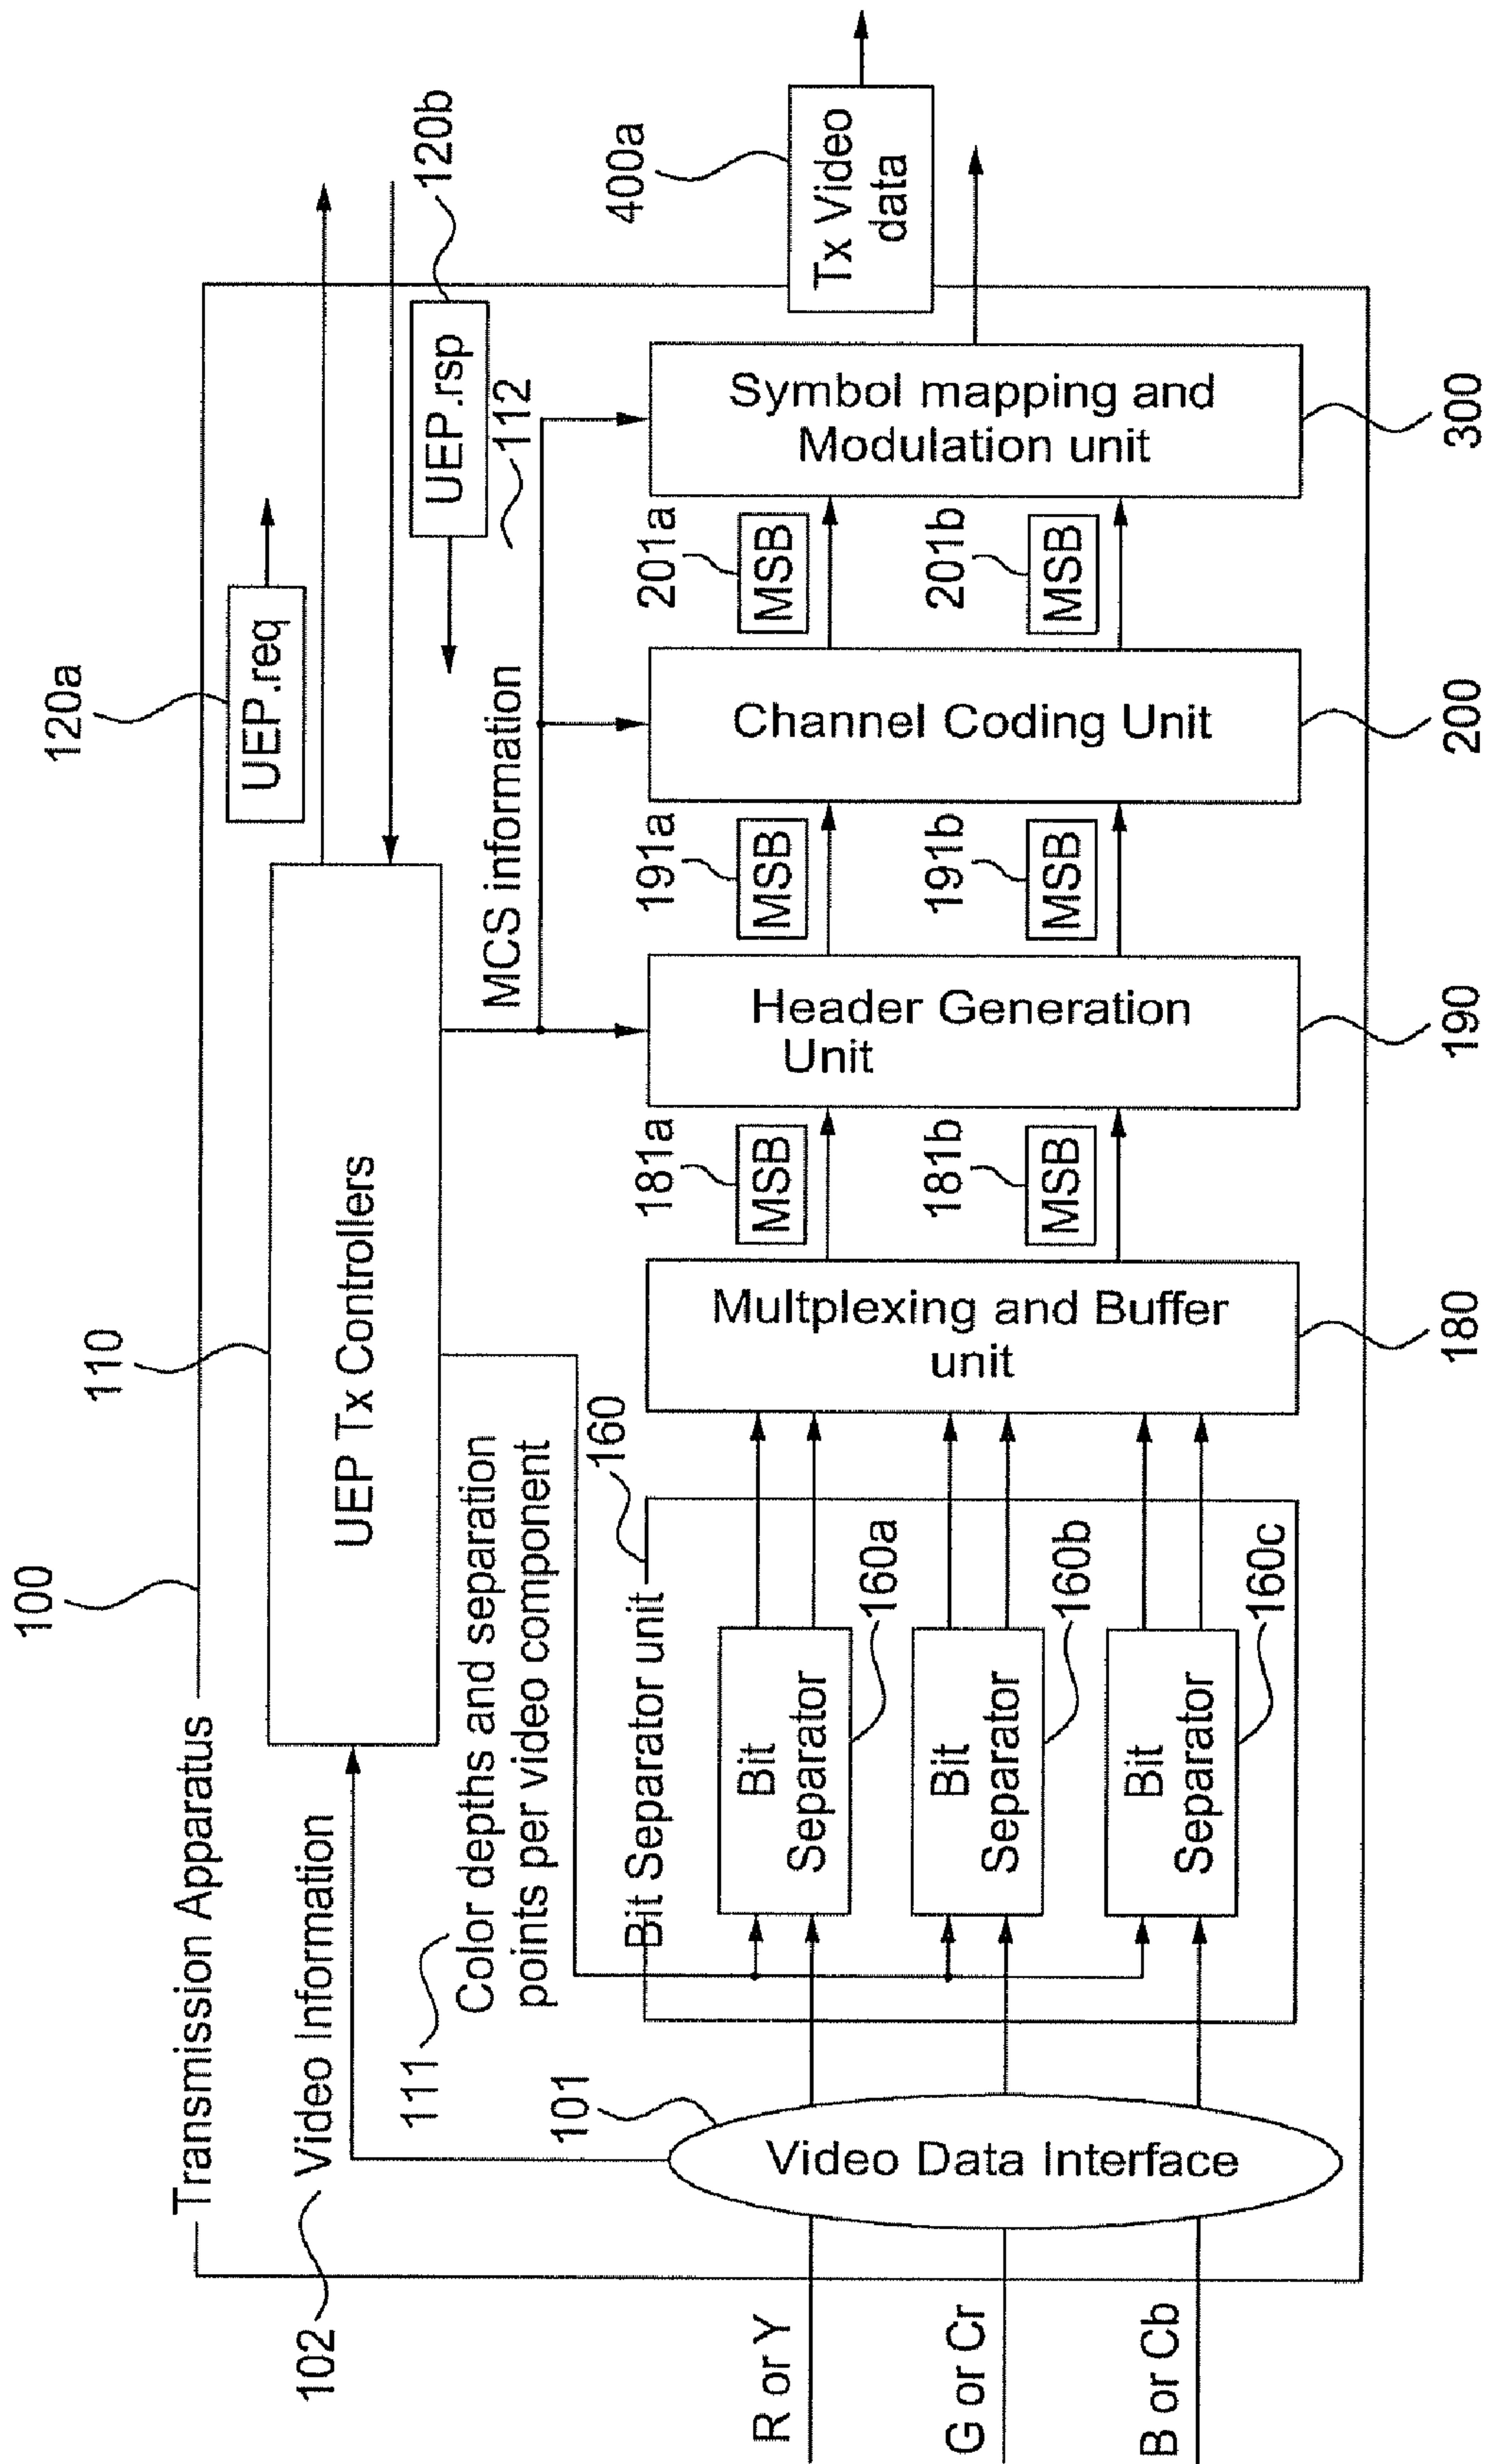 Transmission Apparatus
100
102
Video Information
110
UEP Tx Controllers
120a
UEP.req
120b
UEP.rsp
112
MCS information
111
Color depths and separation
points per video component
160
Bit Separator unit
101
Video Data Interface
R or Y
G or Cr
B or Cb
Bit
Separator
160a
Bit
Separator
160b
Bit
Separator
160c
Multplexing and Buffer
unit
180
181a
MSB
181b
MSB
Header Generation
Unit
190
191a
MSB
191b
MSB
Channel Coding Unit
200
201a
MSB
201b
MSB
Symbol mapping and
Modulation unit
300
400a
Tx Video
data